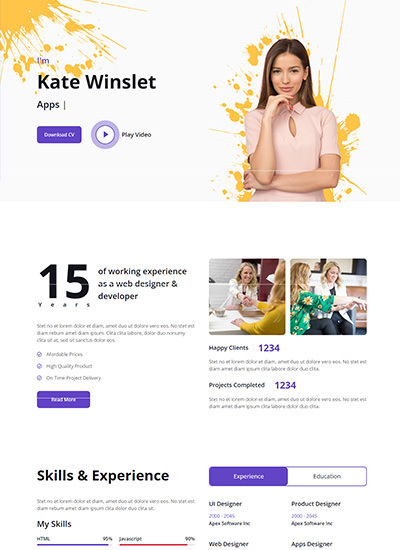 I'm
Kate Winslet
Apps |
Download CV
Play Video
15
Years
of working experience
as a web designer &
developer
Stet no et lorem dolor et diam, amet duo ut dolore vero eos. No stet est
diam rebum amet diam ipsum. Clita clita labore, dolor duo nonumy
clita sit at, sed sit sanctus dolor eos.
Afordable Prices
High Quality Product
On Time Project Delivery
Read More
Happy Clients 1234
Stet no et lorem dolor et diam, amet duo ut dolore vero eos. No stet est
diam rebum amet diam ipsum. Clita clita labore, dolor duo clita.
Projects Completed 1234
Stet no et lorem dolor et diam, amet duo ut dolore vero eos. No stet est
diam rebum amet diam ipsum. Clita clita labore, dolor duo clita.
Skills & Experience
Stet no et lorem dolor et diam, amet duo ut dolore vero eos. No stet est
diam rebum amet diam ipsum.
My Skills
HTML 95%
Javascript 90%
Experience
Education
UI Designer
2000 - 2045
Apex Software Inc
Product Designer
2000 - 2045
Apex Software Inc
Web Designer
Apps Designer